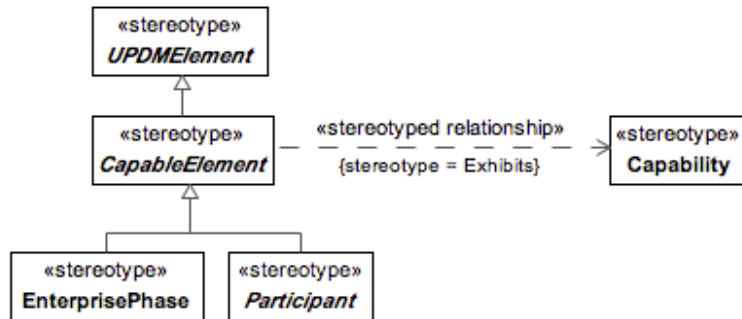 «stereotype»
UPDMElement
«stereotype»
CapableElement
«stereotyped relationship»
{stereotype = Exhibits}
«stereotype»
Capability
«stereotype»
EnterprisePhase
«stereotype»
Participant